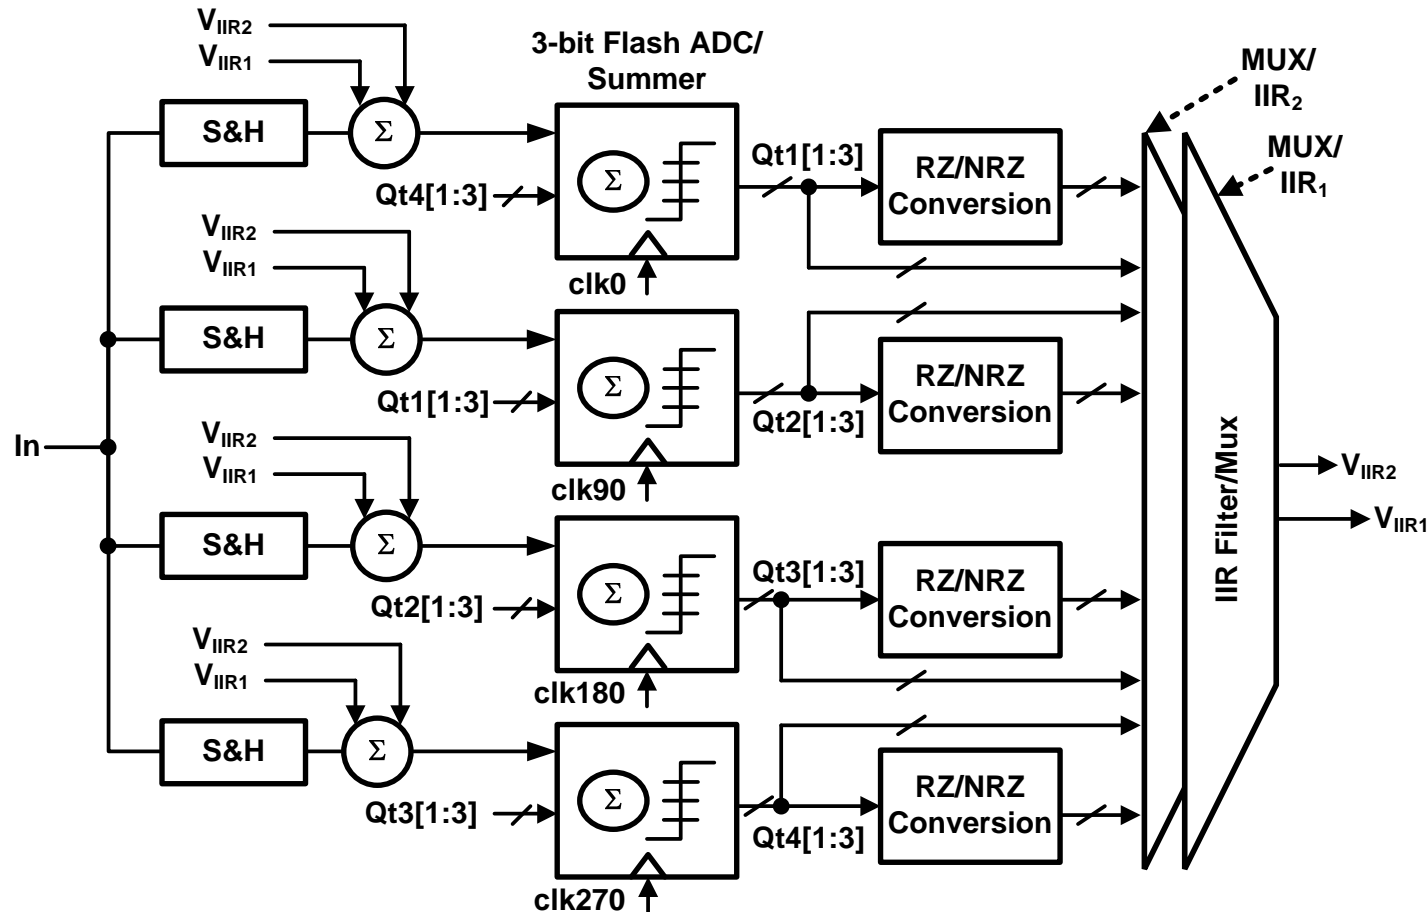 V_IIR2
V_IIR1
3-bit Flash ADC/
Summer
MUX/
IIR_2
MUX/
IIR_1
S&H
Σ
Σ
Qt4[1:3]
Qt1[1:3]
RZ/NRZ
Conversion
clk0
V_IIR2
V_IIR1
S&H
Σ
Σ
Qt1[1:3]
Qt2[1:3]
RZ/NRZ
Conversion
clk90
In
V_IIR2
V_IIR1
S&H
Σ
Σ
Qt2[1:3]
Qt3[1:3]
RZ/NRZ
Conversion
clk180
V_IIR2
V_IIR1
S&H
Σ
Σ
Qt3[1:3]
Qt4[1:3]
RZ/NRZ
Conversion
clk270
IIR Filter/Mux
V_IIR2
V_IIR1